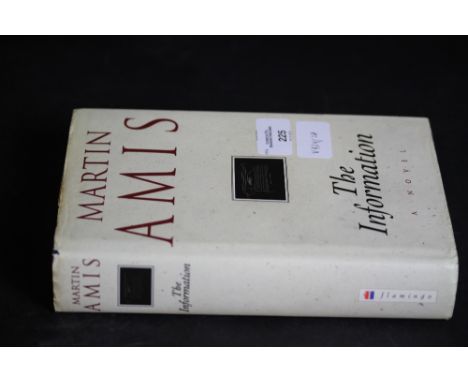 MARTIN
AMIS
225
The
Information
A NOVEL
MARTIN
AMIS
The
Information
flamingo